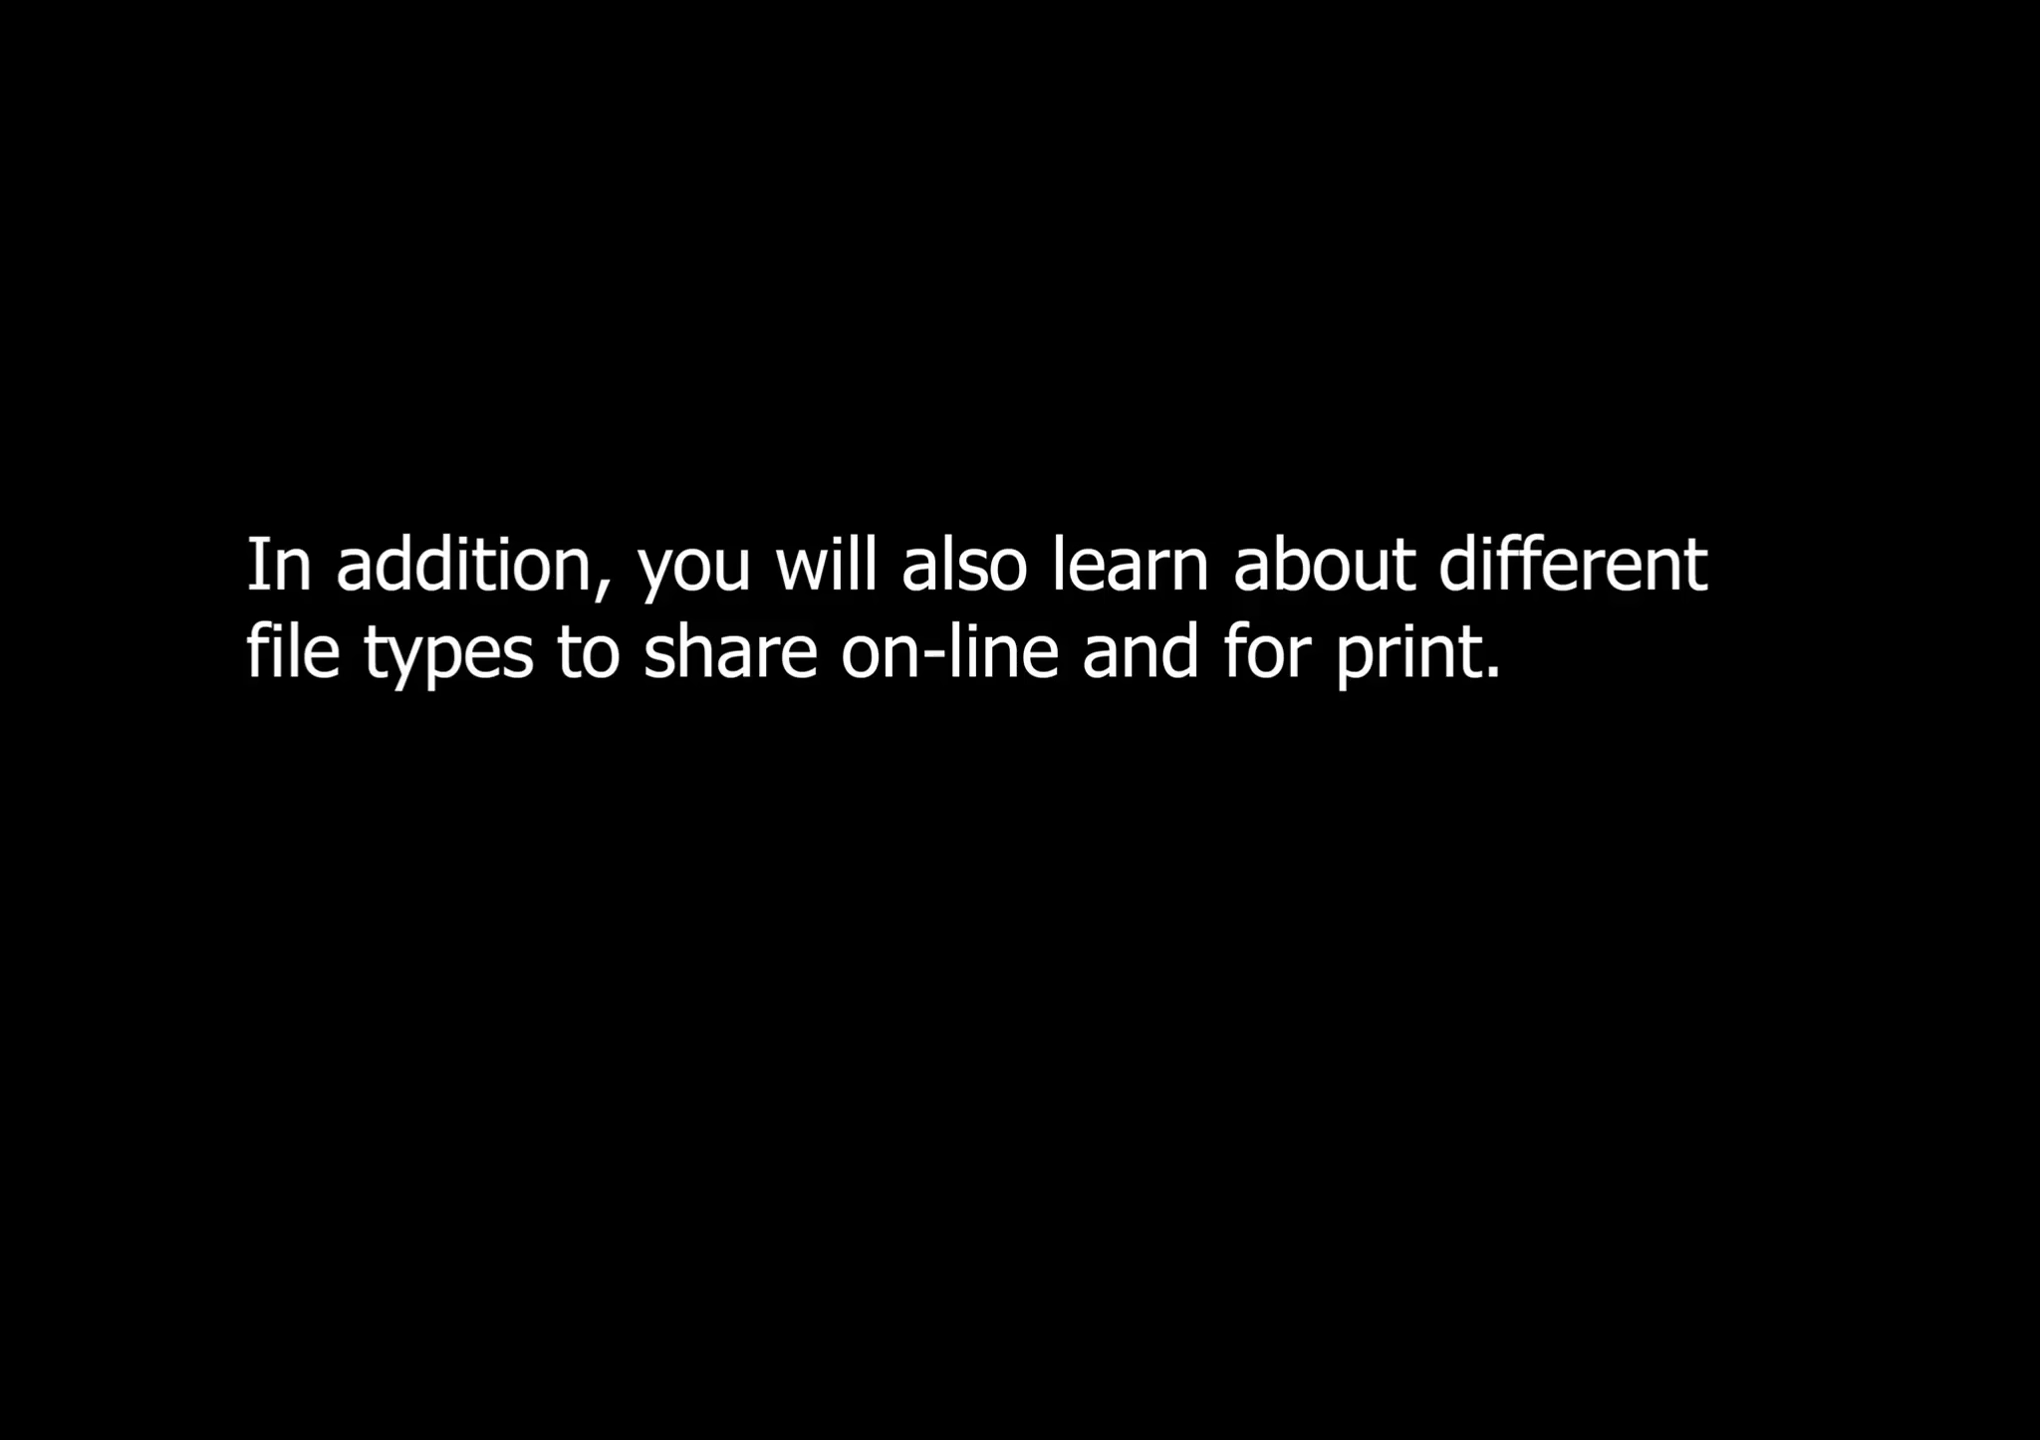 In addition, you will also learn about different
file types to share on-line and for print.